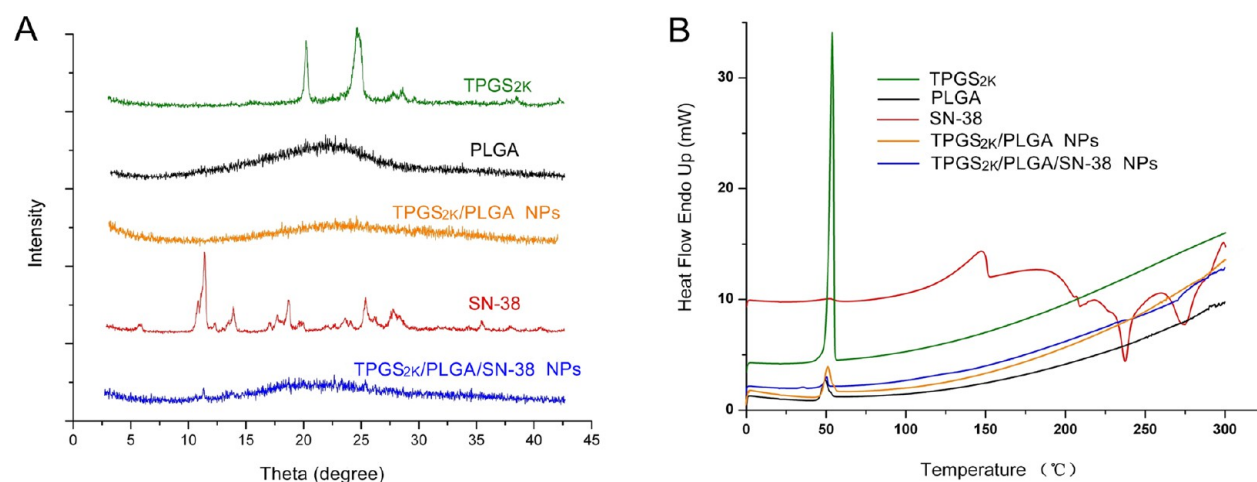 A
TPGS2K
PLGA
TPGS2K/PLGA NPs
SN-38
TPGS2K/PLGA/SN-38 NPs
Intensity
0 5 10 15 20 25 30 35 40 45
Theta (degree)
B
TPGS2K
PLGA
SN-38
TPGS2K/PLGA NPs
TPGS2K/PLGA/SN-38 NPs
Heat Flow Endo Up (mW)
30
20
10
0
0 50 100 150 200 250 300
Temperature (℃)